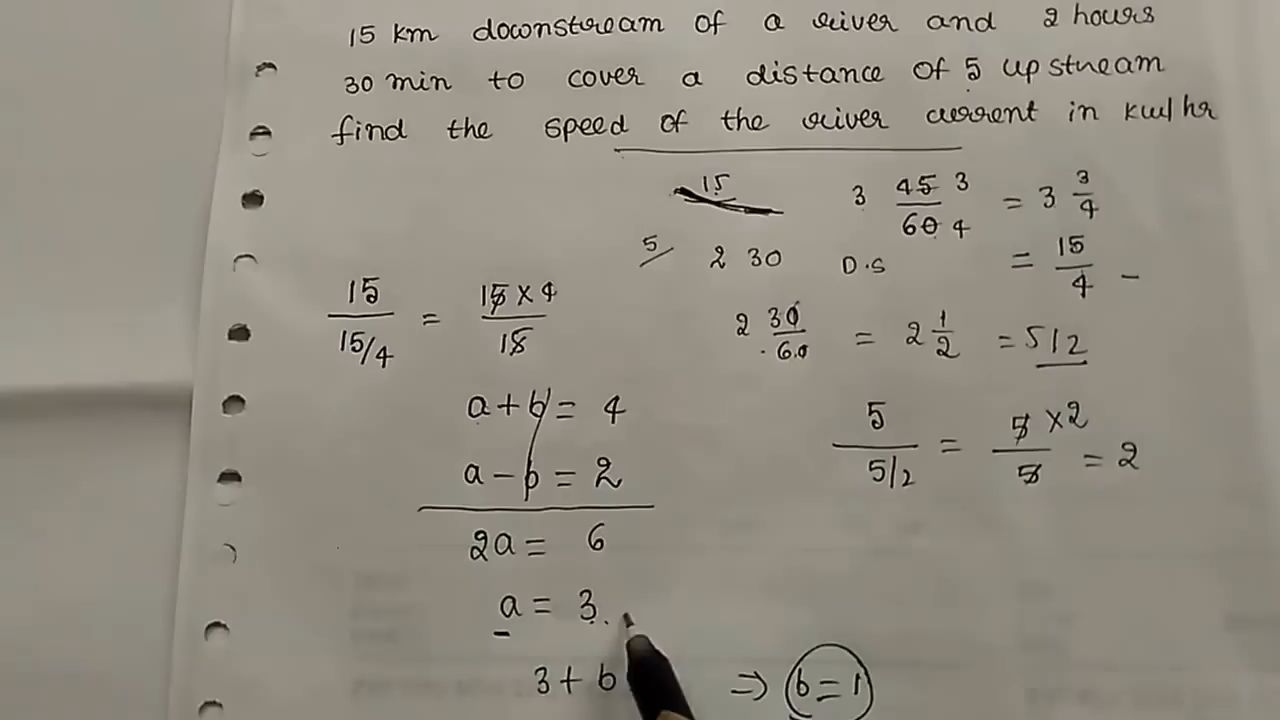 15 km downstream of a river and 2 hours
30 min to cover a distance of 5 upstream
find the speed of the river current in km/hr
15
3 45/60 3 4 = 3 3/4
5/ 2 30 D.S = 15/4 -
15/(15/4) = (15 × 4)/15
2 30/60 = 2 1/2 = 5/2
a + b = 4
5/(5/2) = (5 × 2)/5 = 2
a - b = 2
2a = 6
a = 3.
3 + b ⇒ b = 1